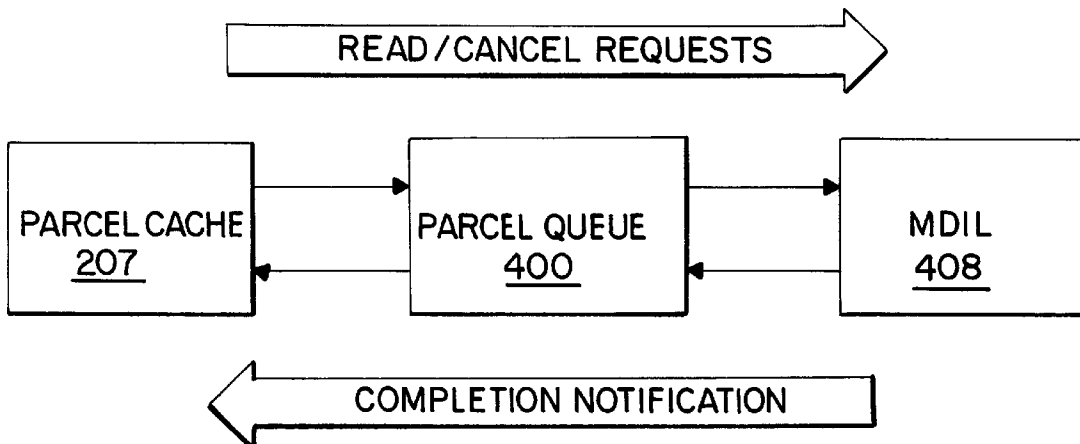 READ/CANCEL REQUESTS
PARCEL CACHE
207
PARCEL QUEUE
400
MDIL
408
COMPLETION NOTIFICATION